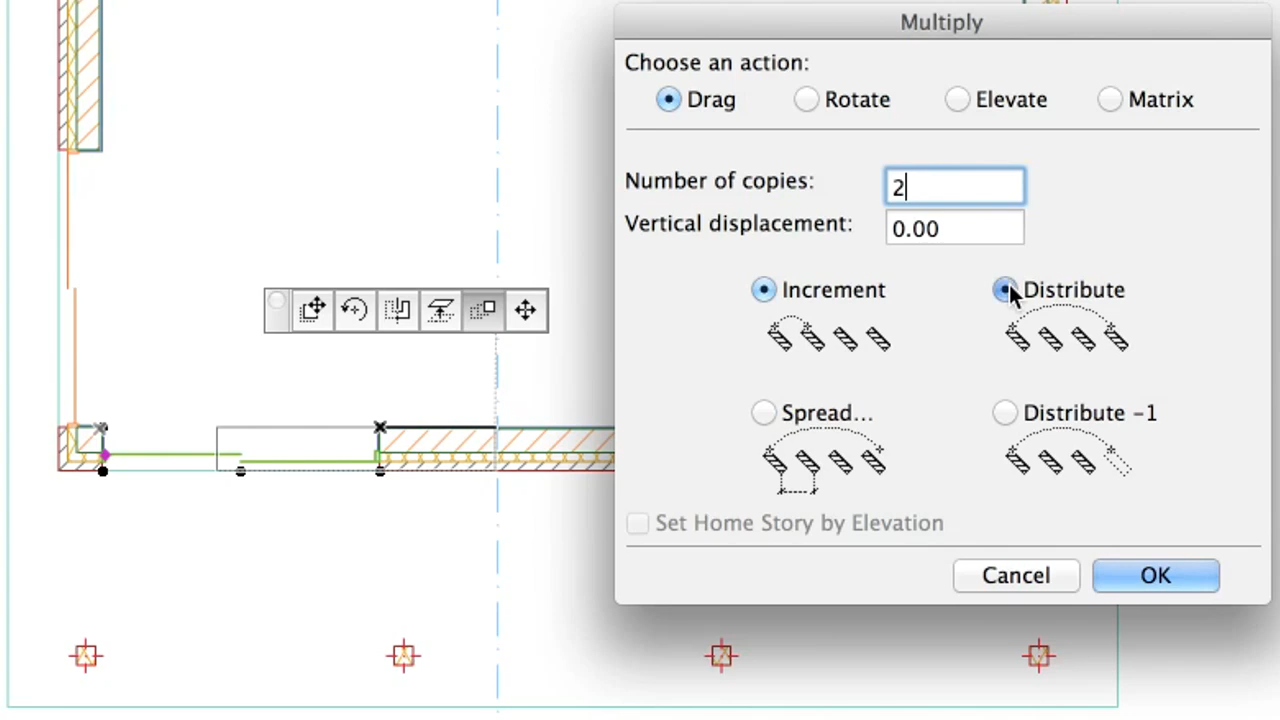 Multiply
Choose an action:
Drag Rotate Elevate Matrix
Number of copies: 2
Vertical displacement: 0.00
Increment Distribute
Spread... Distribute -1
Set Home Story by Elevation
Cancel OK